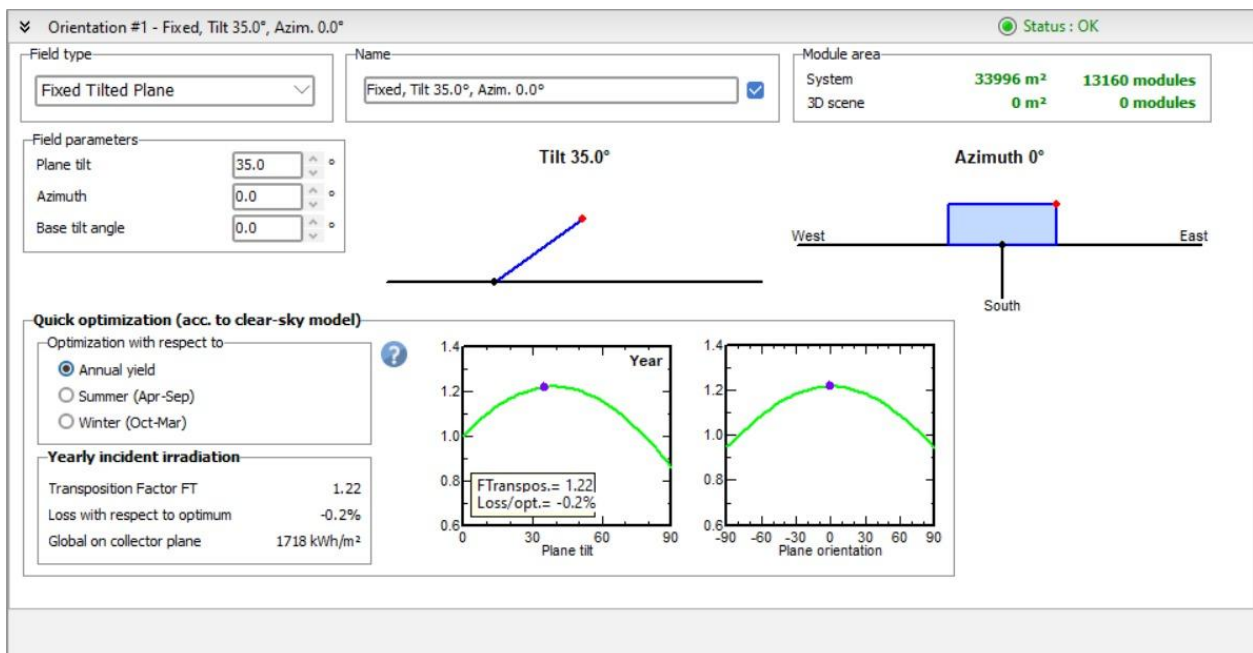 Orientation #1 - Fixed, Tilt 35.0°, Azim. 0.0°
Status : OK
Field type
Fixed Tilted Plane
Name
Fixed, Tilt 35.0°, Azim. 0.0°
Module area
System 33996 m² 13160 modules
3D scene 0 m² 0 modules
Field parameters
Plane tilt 35.0 °
Azimuth 0.0 °
Base tilt angle 0.0 °
Tilt 35.0°
Azimuth 0°
West East
South
Quick optimization (acc. to clear-sky model)
Optimization with respect to
Annual yield
Summer (Apr-Sep)
Winter (Oct-Mar)
?
Yearly incident irradiation
Transposition Factor FT 1.22
Loss with respect to optimum -0.2%
Global on collector plane 1718 kWh/m²
1.4
1.2
1.0
0.8
0.6
Year
FTranspos.= 1.22
Loss/opt.= -0.2%
0 30 60 90
Plane tilt
1.4
1.2
1.0
0.8
0.6
-90 -60 -30 0 30 60 90
Plane orientation